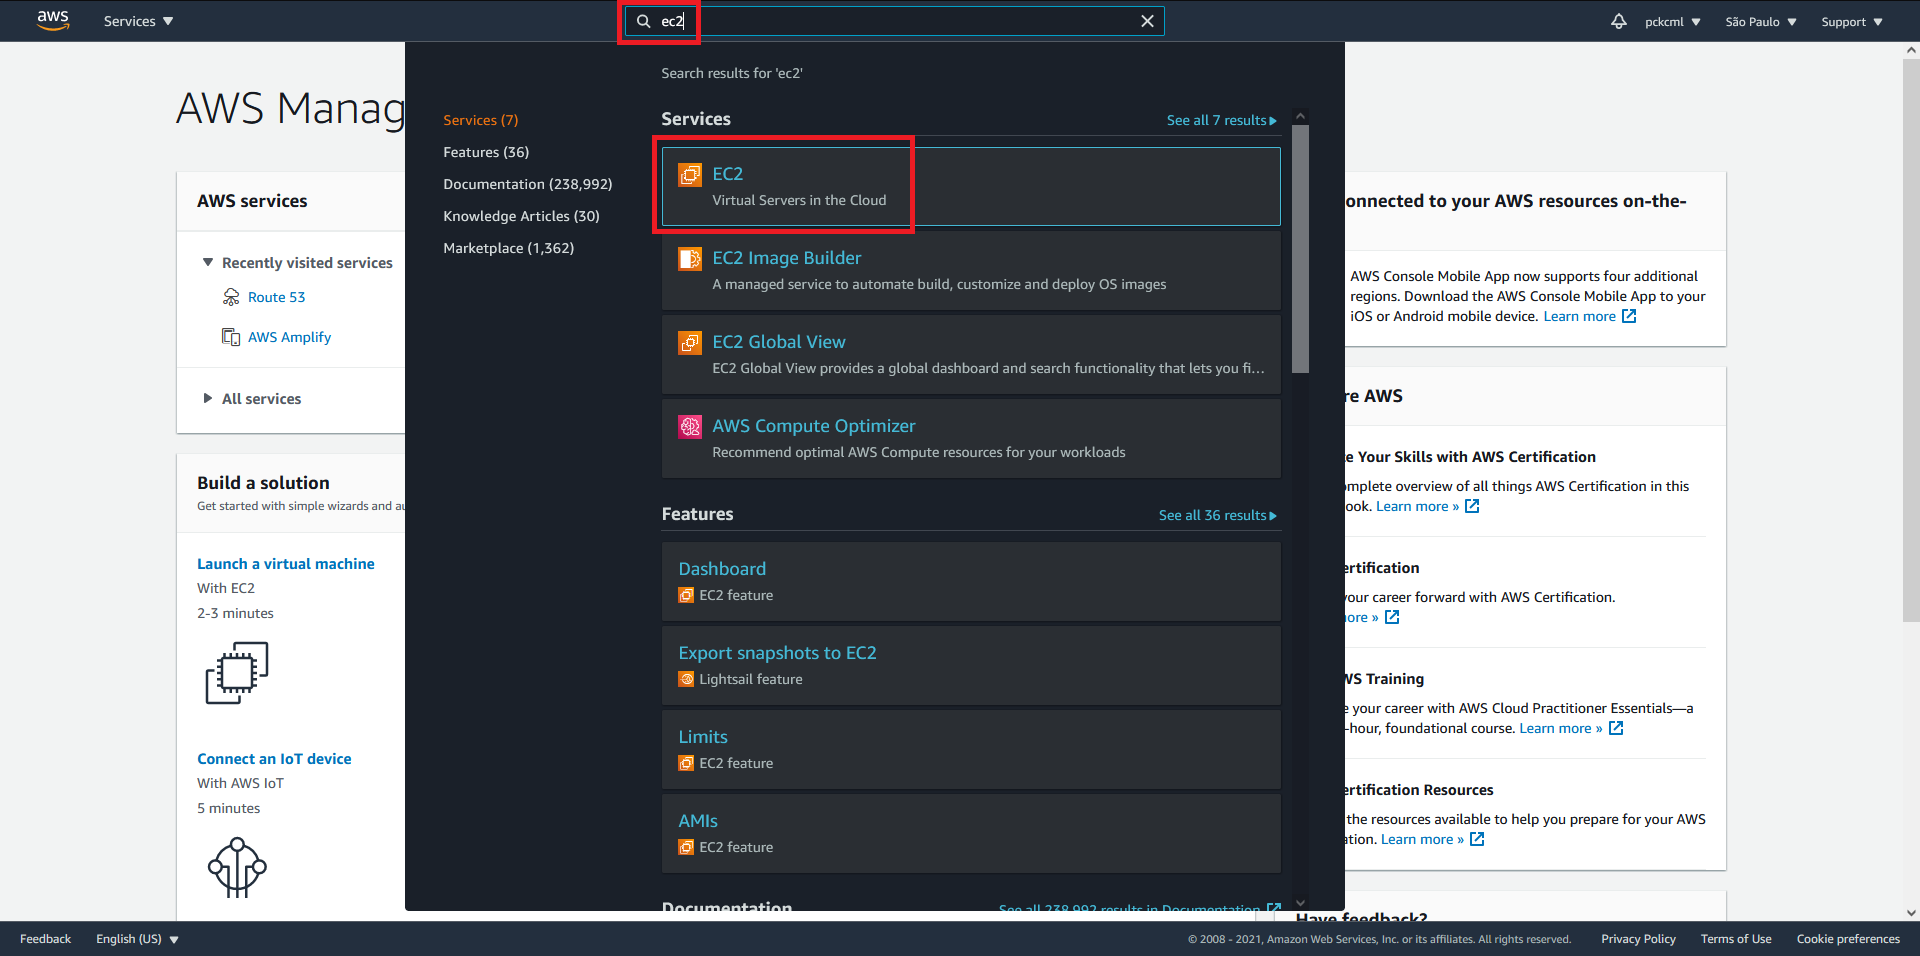 aws
Services
ec2
pckcml
São Paulo
Support
AWS Manag
AWS services
Recently visited services
Route 53
AWS Amplify
All services
Build a solution
Get started with simple wizards and au
Launch a virtual machine
With EC2
2-3 minutes
Connect an IoT device
With AWS IoT
5 minutes
Search results for 'ec2'
Services (7)
Features (36)
Documentation (238,992)
Knowledge Articles (30)
Marketplace (1,362)
Services
See all 7 results
EC2
Virtual Servers in the Cloud
EC2 Image Builder
A managed service to automate build, customize and deploy OS images
EC2 Global View
EC2 Global View provides a global dashboard and search functionality that lets you fi...
AWS Compute Optimizer
Recommend optimal AWS Compute resources for your workloads
Features
See all 36 results
Dashboard
EC2 feature
Export snapshots to EC2
Lightsail feature
Limits
EC2 feature
AMIs
EC2 feature
Documentation
See all 238,992 results in Documentation
onnected to your AWS resources on-the-
AWS Console Mobile App now supports four additional
regions. Download the AWS Console Mobile App to your
iOS or Android mobile device. Learn more
re AWS
e Your Skills with AWS Certification
mplete overview of all things AWS Certification in this
ook. Learn more »
ertification
your career forward with AWS Certification.
ore »
WS Training
e your career with AWS Cloud Practitioner Essentials—a
-hour, foundational course. Learn more »
ertification Resources
the resources available to help you prepare for your AWS
ation. Learn more »
Have feedback?
Feedback
English (US)
© 2008 - 2021, Amazon Web Services, Inc. or its affiliates. All rights reserved.
Privacy Policy
Terms of Use
Cookie preferences